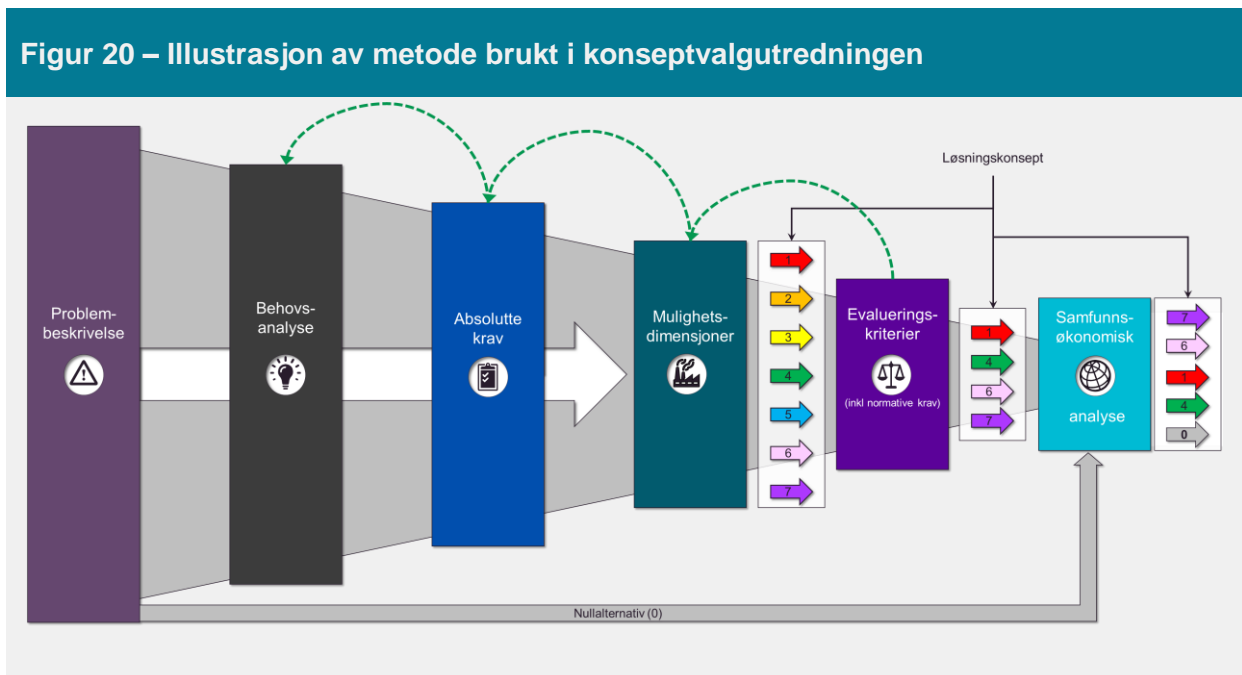 Figur 20 – Illustrasjon av metode brukt i konseptvalgutredningen
Løsningskonsept
Problem-
beskrivelse
Behovs-
analyse
Absolutte
krav
Mulighets-
dimensjoner
1
2
3
4
5
6
7
Evaluerings-
kriterier
(inkl normative krav)
1
4
6
7
Samfunns-
økonomisk
analyse
7
6
1
4
0
Nullalternativ (0)